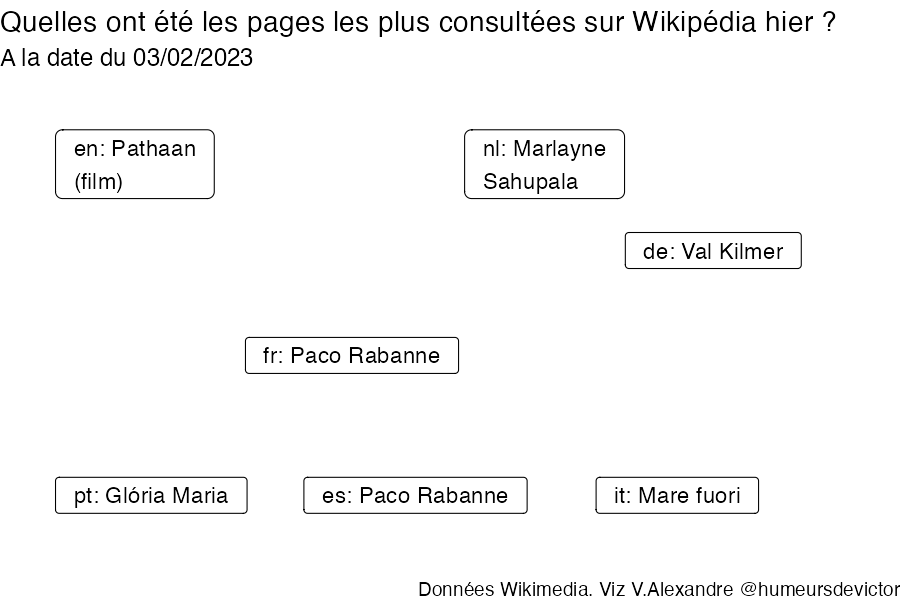 Quelles ont été les pages les plus consultées sur Wikipédia hier ?
A la date du 03/02/2023
en: Pathaan
(film)
nl: Marlayne
Sahupala
de: Val Kilmer
fr: Paco Rabanne
pt: Glória Maria
es: Paco Rabanne
it: Mare fuori
Données Wikimedia. Viz V.Alexandre @humeursdevictor